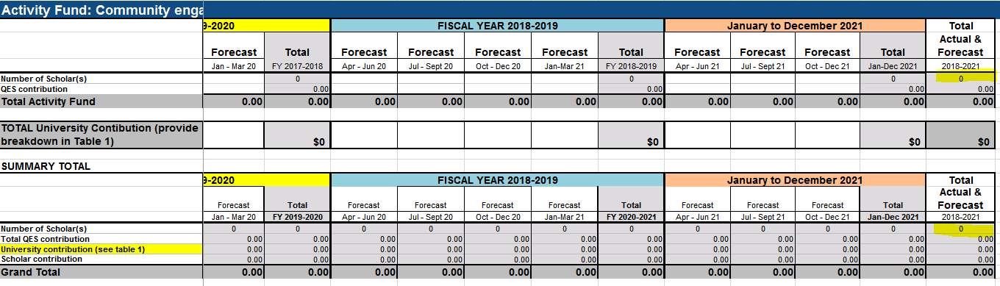 Activity Fund: Community enga
9-2020 FISCAL YEAR 2018-2019 January to December 2021 Total
Actual &
Forecast Total Forecast Forecast Forecast Forecast Total Forecast Forecast Forecast Total Forecast
Jan - Mar 20 FY 2017-2018 Apr - Jun 20 Jul - Sept 20 Oct - Dec 20 Jan-Mar 21 FY 2018-2019 Apr - Jun 21 Jul - Sept 21 Oct - Dec 21 Jan-Dec 2021 2018-2021
Number of Scholar(s) 0 0 0 0
QES contribution 0.00 0.00 0.00 0.00
Total Activity Fund 0.00 0.00 0.00 0.00 0.00 0.00 0.00 0.00 0.00 0.00 0.00 0.00
TOTAL University Contibution (provide
breakdown in Table 1) $0 $0 $0 $0
SUMMARY TOTAL
9-2020 FISCAL YEAR 2018-2019 January to December 2021 Total
Actual &
Forecast Total Forecast Forecast Forecast Forecast Total Forecast Forecast Forecast Total Forecast
Jan - Mar 20 FY 2019-2020 Apr - Jun 20 Jul - Sept 20 Oct - Dec 20 Jan-Mar 21 FY 2020-2021 Apr - Jun 21 Jul - Sept 21 Oct - Dec 21 Jan-Dec 2021 2018-2021
Number of Scholar(s) 0 0 0 0 0 0 0 0 0 0 0 0
Total QES contribution 0.00 0.00 0.00 0.00 0.00 0.00 0.00 0.00 0.00 0.00 0.00 0.00
University contribution (see table 1) 0.00 0.00 0.00 0.00 0.00 0.00 0.00 0.00 0.00 0.00 0.00 0.00
Scholar contribution 0.00 0.00 0.00 0.00 0.00 0.00 0.00 0.00 0.00 0.00 0.00 0.00
Grand Total 0.00 0.00 0.00 0.00 0.00 0.00 0.00 0.00 0.00 0.00 0.00 0.00